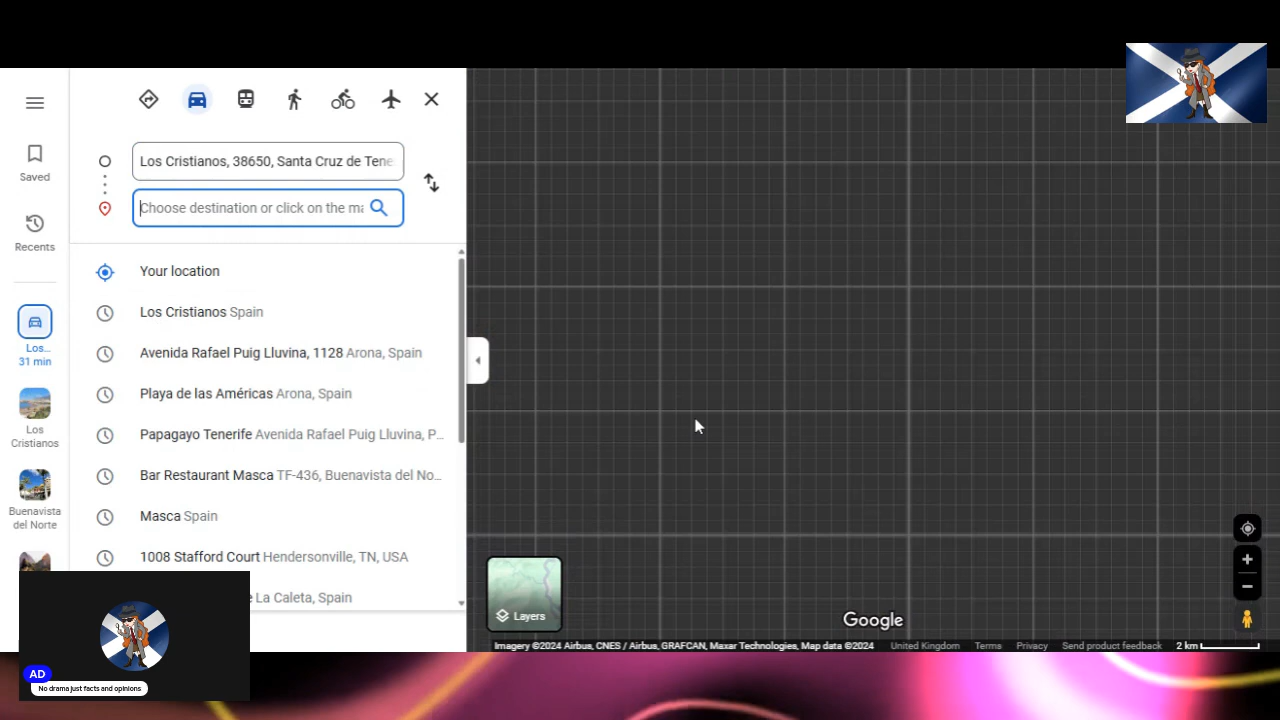 Saved
Recents
Los...
31 min
Los
Cristianos
Buenavista
del Norte
Los Cristianos, 38650, Santa Cruz de Tene
Choose destination or click on the ma
Your location
Los Cristianos Spain
Avenida Rafael Puig Lluvina, 1128 Arona, Spain
Playa de las Américas Arona, Spain
Papagayo Tenerife Avenida Rafael Puig Lluvina, P...
Bar Restaurant Masca TF-436, Buenavista del No...
Masca Spain
1008 Stafford Court Hendersonville, TN, USA
La Caleta, Spain
Layers
Google
Imagery ©2024 Airbus, CNES / Airbus, GRAFCAN, Maxar Technologies, Map data ©2024 United Kingdom Terms Privacy Send product feedback 2 km
AD
No drama just facts and opinions